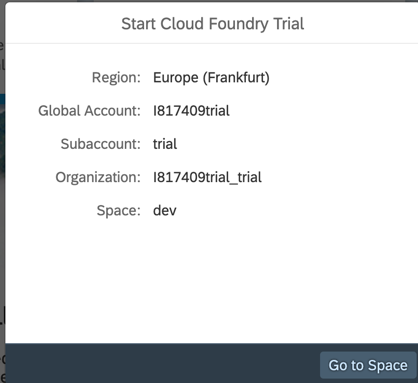 Start Cloud Foundry Trial
Region: Europe (Frankfurt)
Global Account: I817409trial
Subaccount: trial
Organization: I817409trial_trial
Space: dev
Go to Space